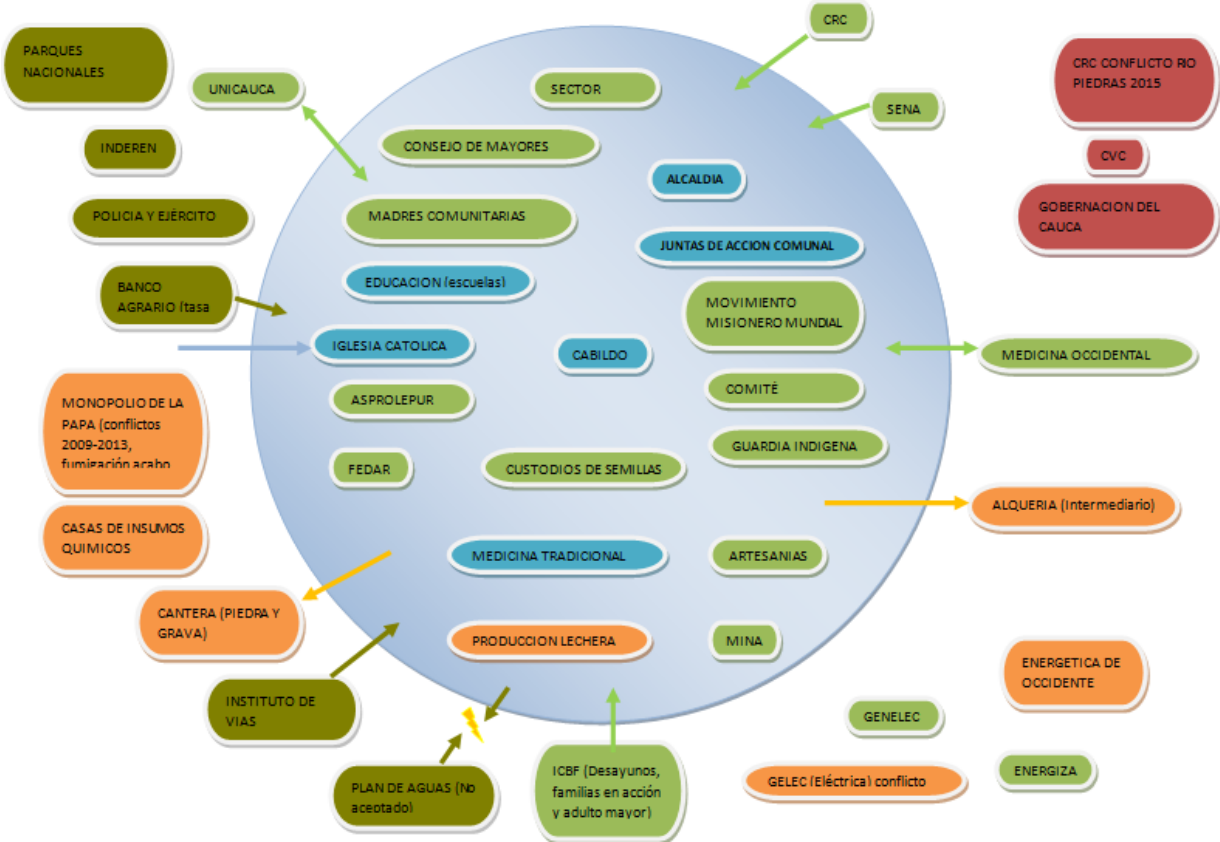 CRC
PARQUES
NACIONALES
CRC CONFLICTO RIO
PIEDRAS 2015
UNICAUCA
SECTOR
SENA
INDEREN
CONSEJO DE MAYORES
CVC
ALCALDIA
POLICIA Y EJÉRCITO
MADRES COMUNITARIAS
GOBERNACION DEL
CAUCA
JUNTAS DE ACCION COMUNAL
EDUCACION (escuelas)
BANCO
AGRARIO (tasa
MOVIMIENTO
MISIONERO MUNDIAL
IGLESIA CATOLICA
CABILDO
MEDICINA OCCIDENTAL
COMITÉ
ASPROLEPUR
MONOPOLIO DE LA
PAPA (conflictos
2009-2013,
fumigación acabo
GUARDIA INDIGENA
FEDAR
CUSTODIOS DE SEMILLAS
ALQUERIA (Intermediario)
CASAS DE INSUMOS
QUIMICOS
MEDICINA TRADICIONAL
ARTESANIAS
CANTERA (PIEDRA Y
GRAVA)
PRODUCCION LECHERA
MINA
ENERGETICA DE
OCCIDENTE
INSTITUTO DE
VIAS
GENELEC
ICBF (Desayunos,
familias en acción
y adulto mayor)
ENERGIZA
GELEC (Eléctrica) conflicto
PLAN DE AGUAS (No
aceptado)